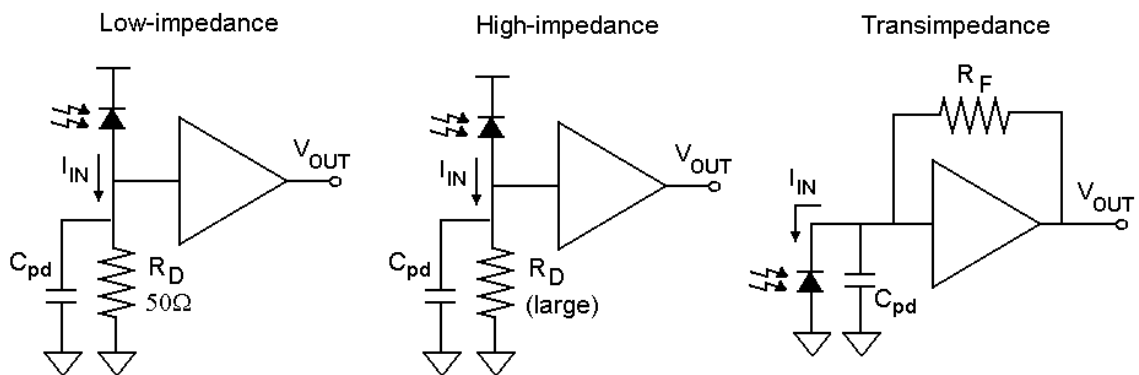 Low-impedance
I_IN
V_OUT
C_pd
R_D
50Ω
High-impedance
I_IN
V_OUT
C_pd
R_D
(large)
Transimpedance
R_F
I_IN
V_OUT
C_pd